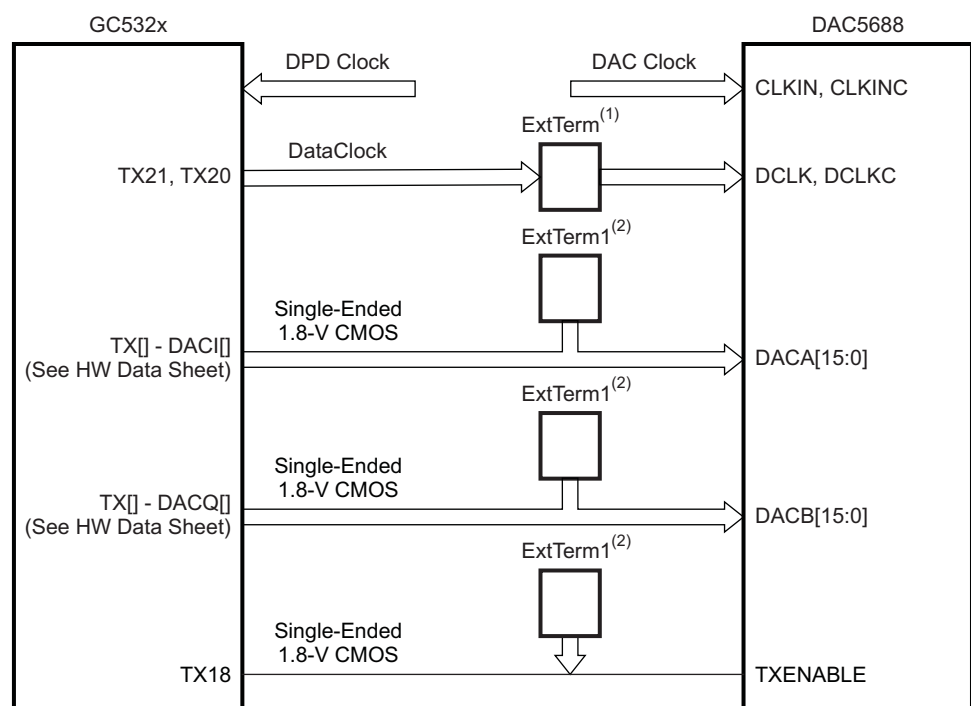 GC532x
DAC5688
DPD Clock
DAC Clock
CLKIN, CLKINC
ExtTerm(1)
DataClock
TX21, TX20
DCLK, DCLKC
ExtTerm1(2)
Single-Ended
1.8-V CMOS
TX[] - DACI[]
(See HW Data Sheet)
DACA[15:0]
ExtTerm1(2)
Single-Ended
1.8-V CMOS
TX[] - DACQ[]
(See HW Data Sheet)
DACB[15:0]
ExtTerm1(2)
Single-Ended
1.8-V CMOS
TX18
TXENABLE